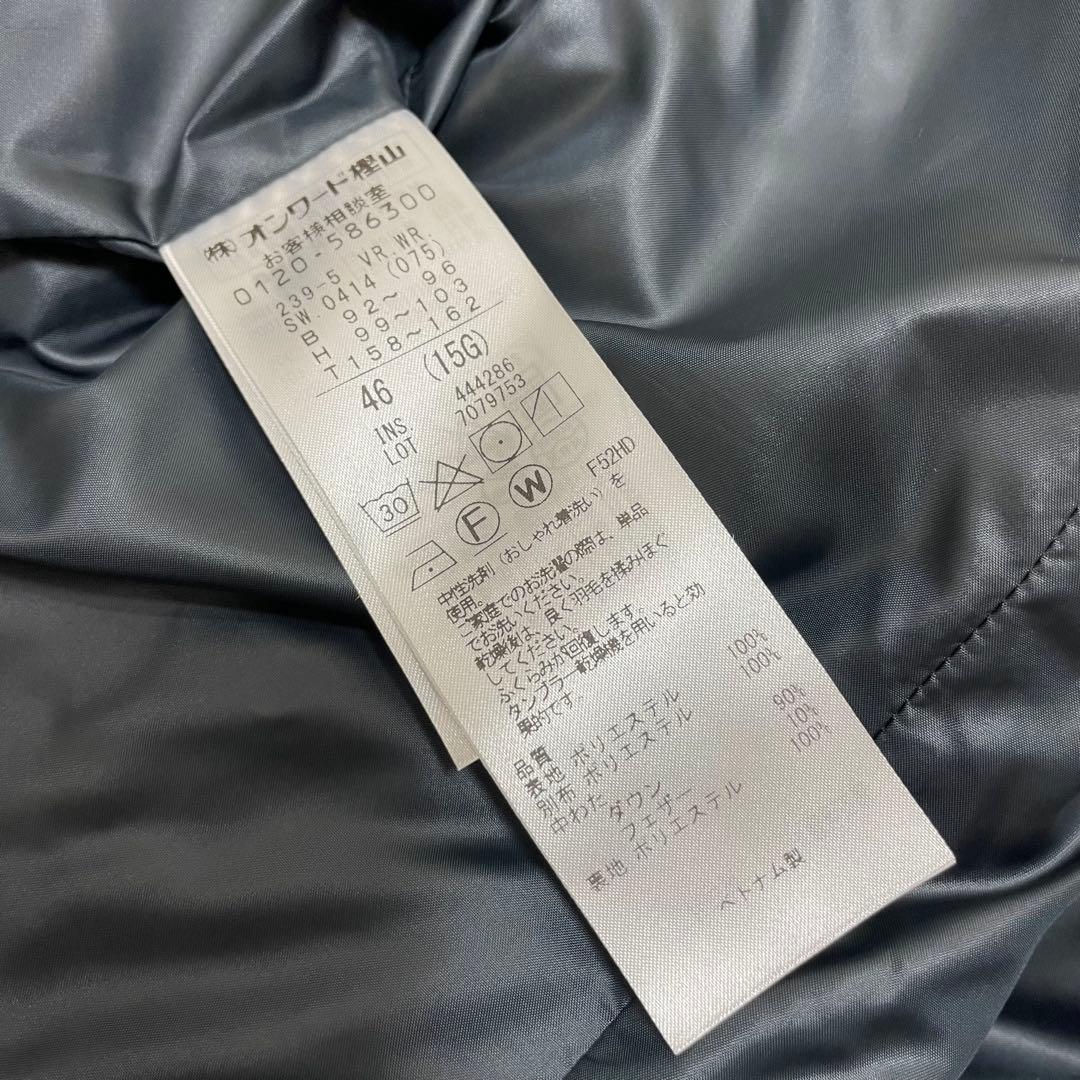 ㈱オンワード樫山
お客様相談室
0120-586300
239-5.VR.WR.
SW.0414(075)
B 92～ 96
H 99～103
T 158～162
46 (15G)
INS 444286
LOT 7079753
30
F W F52HD
中性洗剤(おしゃれ着洗い)を
使用。
ご家庭でのお洗濯の際は、単品
でお洗いください。
乾燥後は、良く羽毛を揉みほぐ
してください。
ふくらみが回復します。
タンブラー乾燥機を用いると効
果的です。
品質
表地 ポリエステル 100%
別布 ポリエステル 100%
中わた ダウン 90%
フェザー 10%
裏地 ポリエステル 100%
ベトナム製